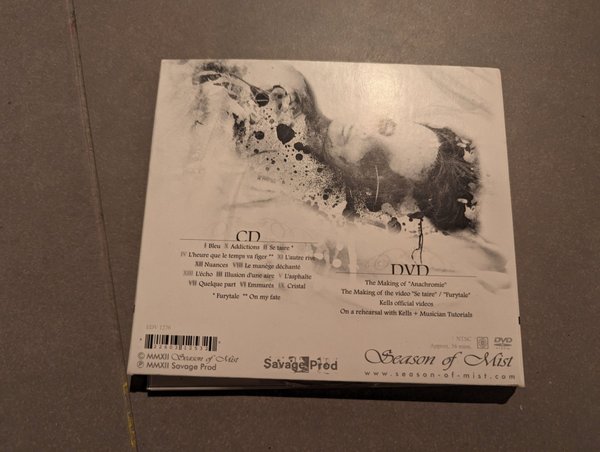 CD
I Bleu X Addictions II Se taire *
IV L'heure que le temps va figer ** XI L'autre rive
XII Nuances VIII Le manège déchanté
XIII L'écho III Illusion d'une aire V L'asphalte
VII Quelque part VI Emmurés IX Cristal
* Furytale ** On my fate
DVD
The Making of "Anachromie"
The Making of the video "Se taire" / "Furytale"
Kells official videos
On a rehearsal with Kells + Musician Tutorials
© MMXII Season of Mist
℗ MMXII Savage Prod
Savage Prod
NTSC
Approx. 56 mins.
DVD
Season of Mist
www.season-of-mist.com